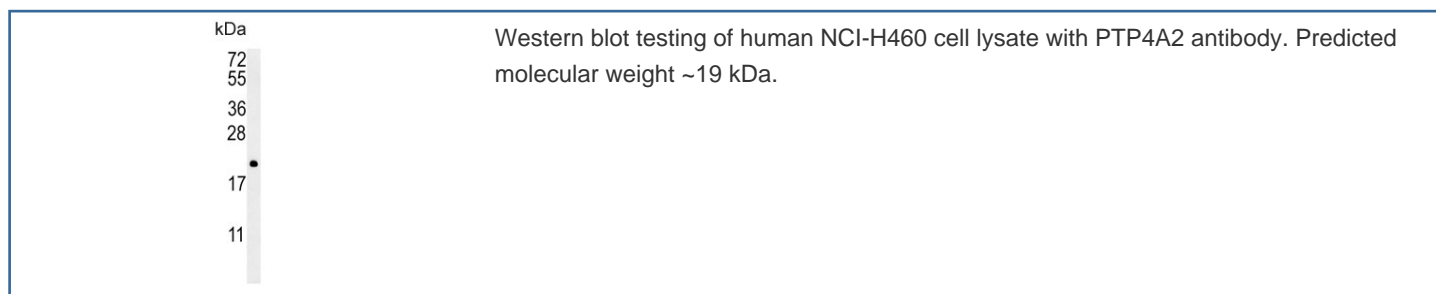 kDa
72
55
36
28
17
11
Western blot testing of human NCI-H460 cell lysate with PTP4A2 antibody. Predicted
molecular weight ~19 kDa.